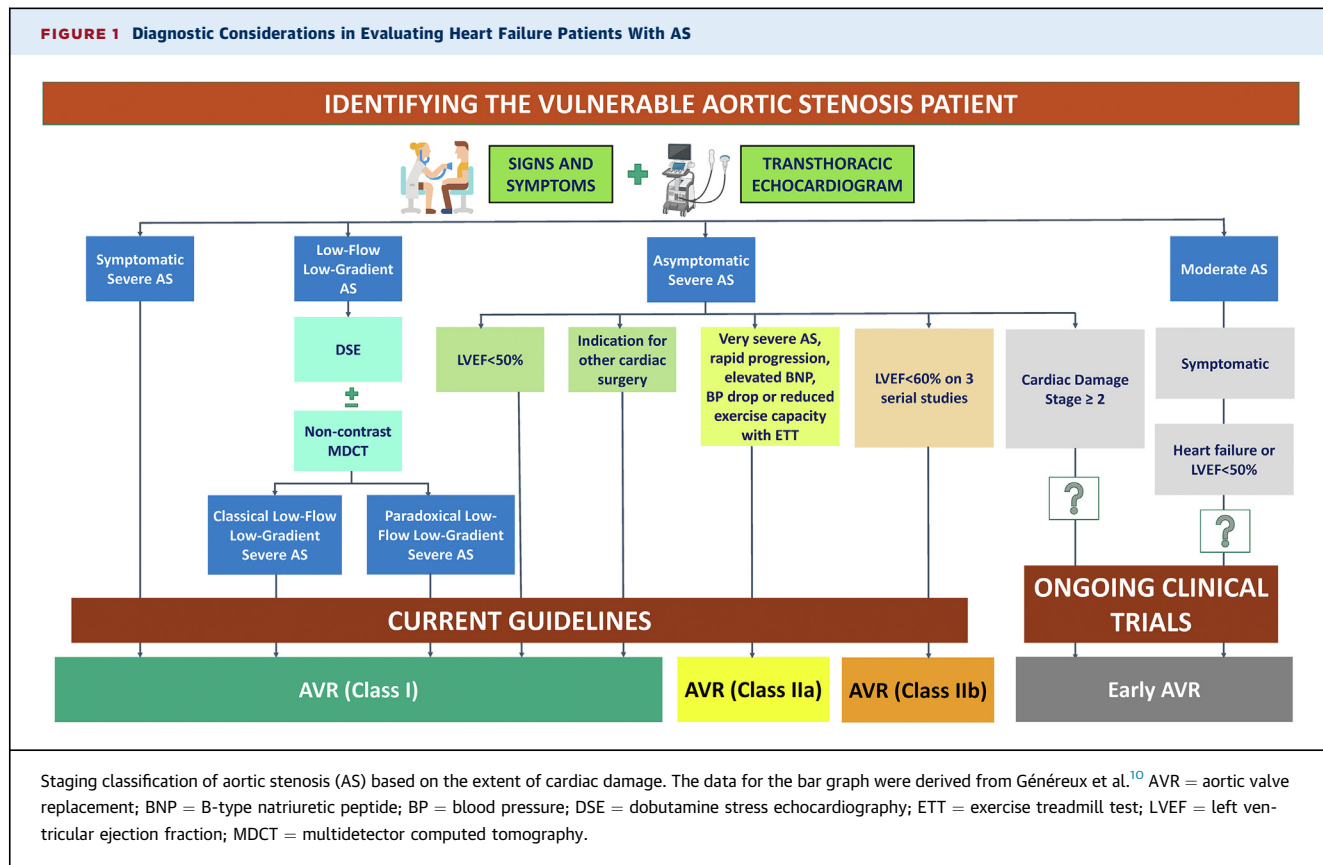 FIGURE 1 Diagnostic Considerations in Evaluating Heart Failure Patients With AS
IDENTIFYING THE VULNERABLE AORTIC STENOSIS PATIENT
SIGNS AND
SYMPTOMS
+
TRANSTHORACIC
ECHOCARDIOGRAM
Symptomatic
Severe AS
Low-Flow
Low-Gradient
AS
Asymptomatic
Severe AS
Moderate AS
DSE
±
Non-contrast
MDCT
Classical Low-Flow
Low-Gradient
Severe AS
Paradoxical Low-
Flow Low-Gradient
Severe AS
LVEF<50%
Indication for
other cardiac
surgery
Very severe AS,
rapid progression,
elevated BNP,
BP drop or reduced
exercise capacity
with ETT
LVEF<60% on 3
serial studies
Cardiac Damage
Stage ≥ 2
?
Symptomatic
Heart failure or
LVEF<50%
?
CURRENT GUIDELINES
ONGOING CLINICAL
TRIALS
AVR (Class I)
AVR (Class IIa)
AVR (Class IIb)
Early AVR
Staging classification of aortic stenosis (AS) based on the extent of cardiac damage. The data for the bar graph were derived from Généreux et al.10 AVR = aortic valve
replacement; BNP = B-type natriuretic peptide; BP = blood pressure; DSE = dobutamine stress echocardiography; ETT = exercise treadmill test; LVEF = left ven-
tricular ejection fraction; MDCT = multidetector computed tomography.